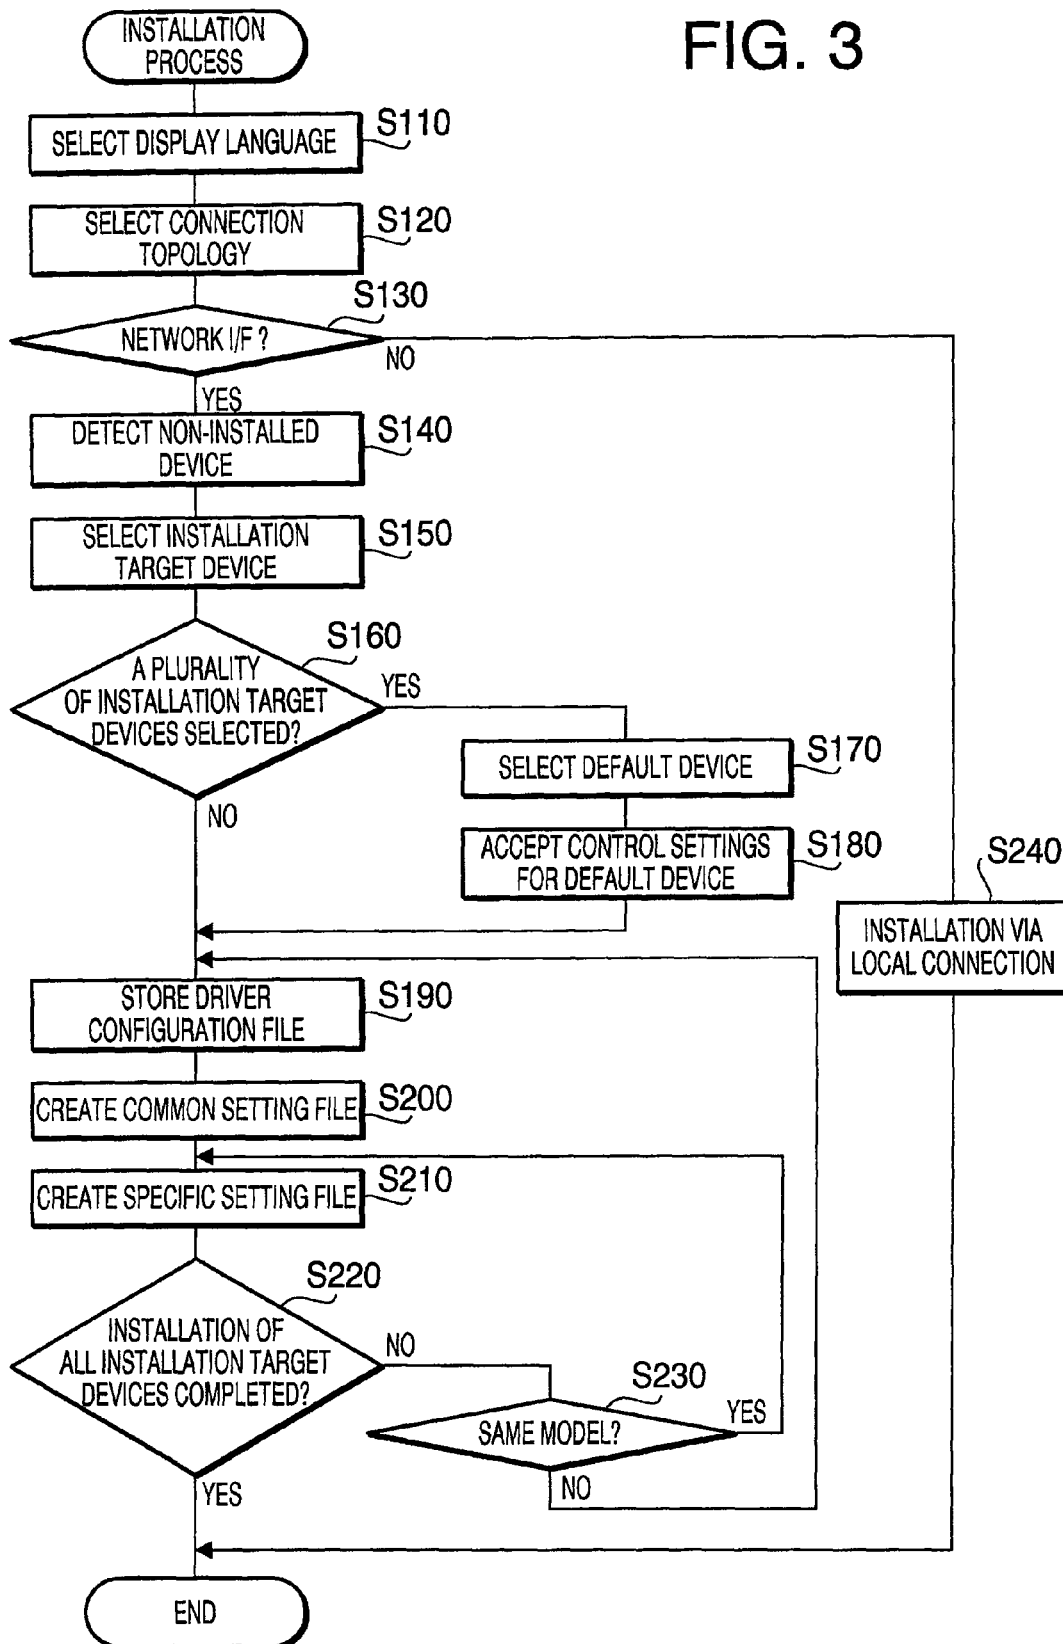 FIG. 3
INSTALLATION
PROCESS
S110
SELECT DISPLAY LANGUAGE
S120
SELECT CONNECTION
TOPOLOGY
S130
NETWORK I/F ?
NO
YES
S140
DETECT NON-INSTALLED
DEVICE
S150
SELECT INSTALLATION
TARGET DEVICE
S160
A PLURALITY
OF INSTALLATION TARGET
DEVICES SELECTED?
YES
NO
S170
SELECT DEFAULT DEVICE
S180
ACCEPT CONTROL SETTINGS
FOR DEFAULT DEVICE
S240
INSTALLATION VIA
LOCAL CONNECTION
S190
STORE DRIVER
CONFIGURATION FILE
S200
CREATE COMMON SETTING FILE
S210
CREATE SPECIFIC SETTING FILE
S220
INSTALLATION OF
ALL INSTALLATION TARGET
DEVICES COMPLETED?
NO
S230
SAME MODEL?
YES
NO
YES
END